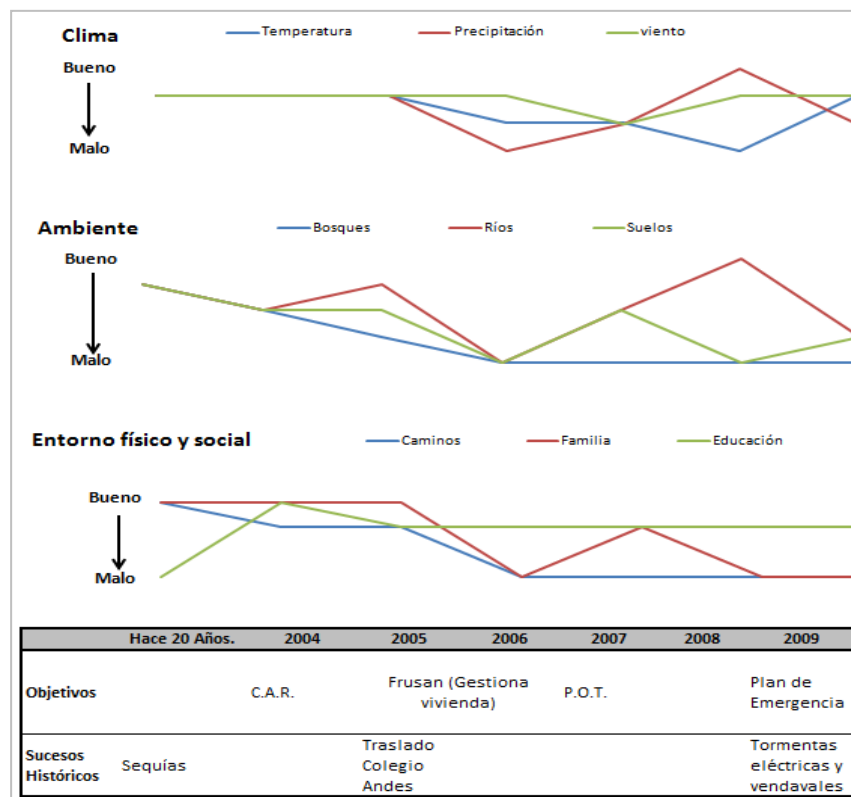 Clima
Temperatura Precipitación viento
Bueno
Malo
Ambiente
Bosques Ríos Suelos
Bueno
Malo
Entorno físico y social
Caminos Familia Educación
Bueno
Malo
Hace 20 Años. 2004 2005 2006 2007 2008 2009
Objetivos
C.A.R.
Frusan (Gestiona
vivienda)
P.O.T.
Plan de
Emergencia
Sucesos
Históricos
Sequías
Traslado
Colegio
Andes
Tormentas
eléctricas y
vendavales